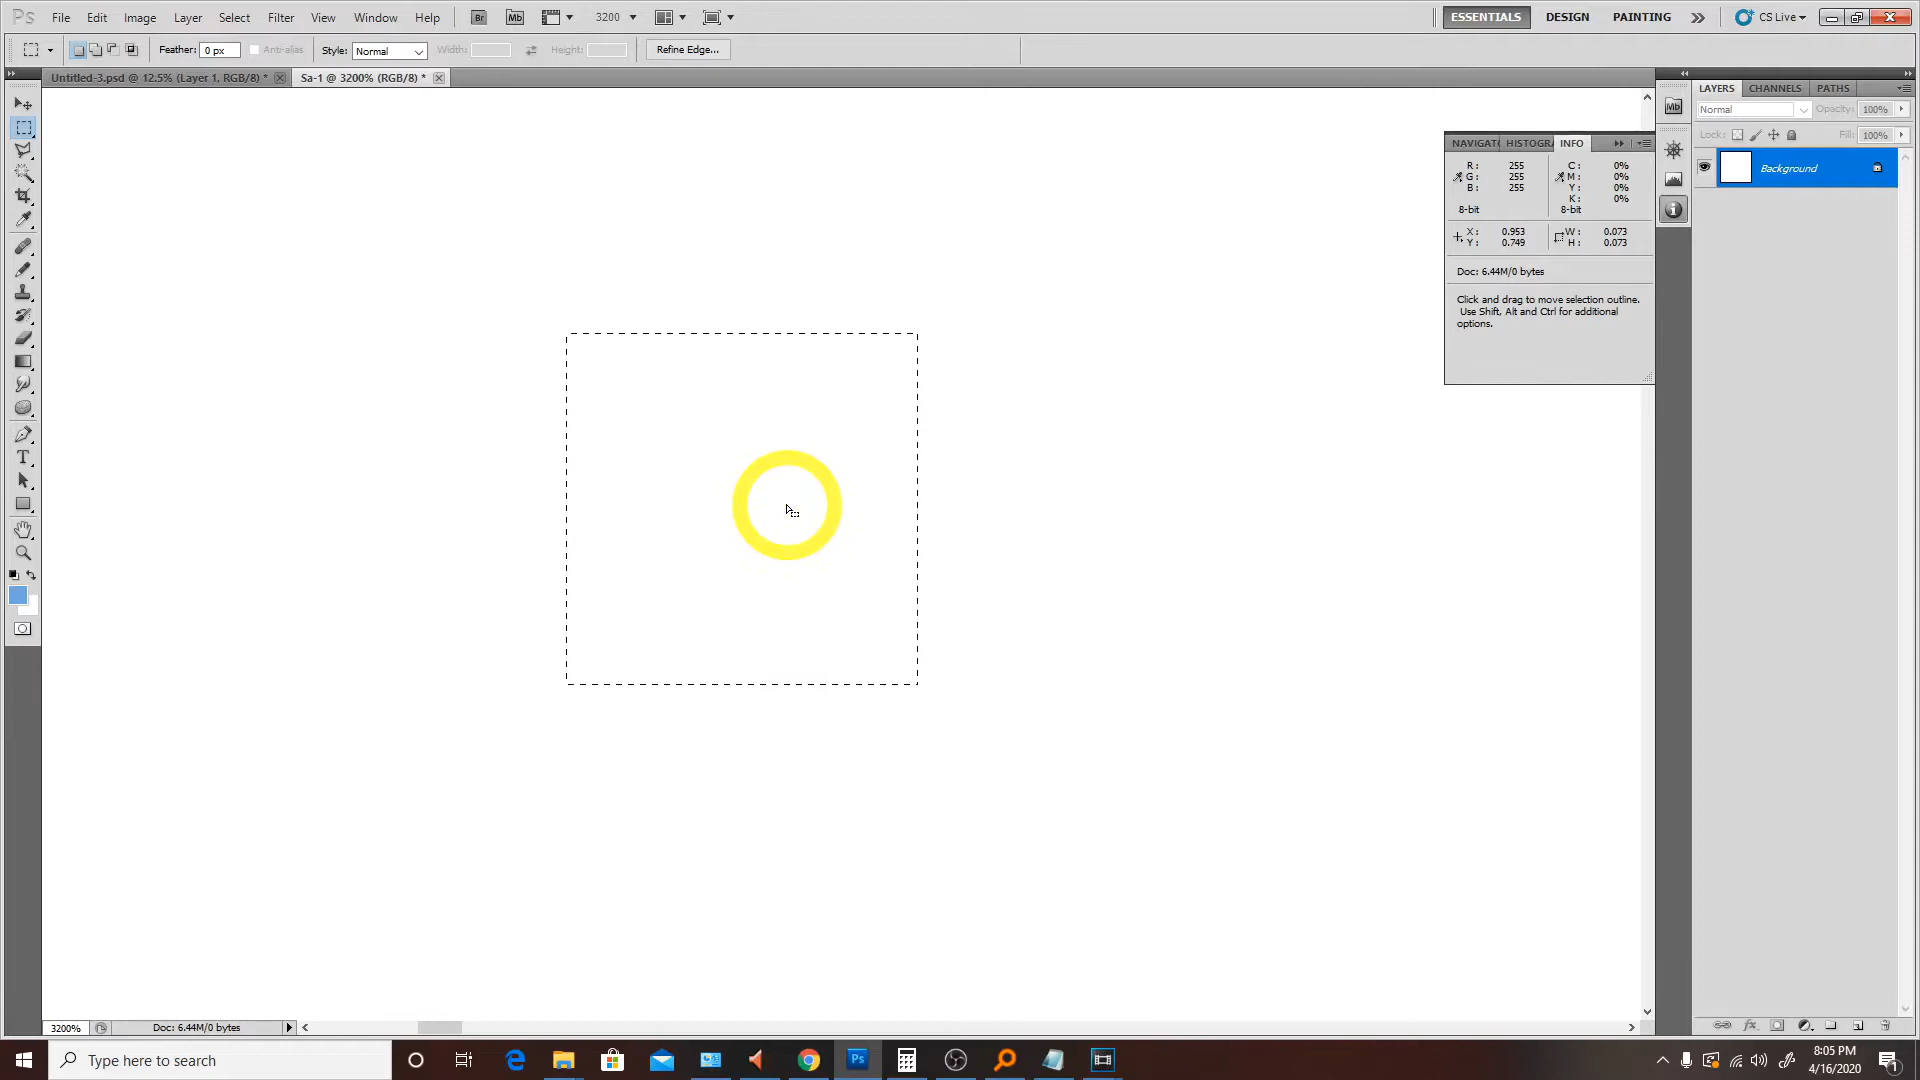 Ps File Edit Image Layer Select Filter View Window Help Br Mb 3200 ESSENTIALS DESIGN PAINTING CS Live
Feather: 0 px Anti-alias Style: Normal Width: Height: Refine Edge...
Untitled-3.psd @ 12.5% (Layer 1, RGB/8) * Sa-1 @ 3200% (RGB/8) *
LAYERS CHANNELS PATHS
Normal Opacity: 100%
Lock: Fill: 100%
Background
Mb
NAVIGAT HISTOGRA INFO
R: 255 C: 0%
G: 255 M: 0%
B: 255 Y: 0%
K: 0%
8-bit 8-bit
X: 0.953 W: 0.073
Y: 0.749 H: 0.073
Doc: 6.44M/0 bytes
Click and drag to move selection outline.
Use Shift, Alt and Ctrl for additional
options.
3200% Doc: 6.44M/0 bytes
Type here to search
Ps
8:05 PM
4/16/2020
1